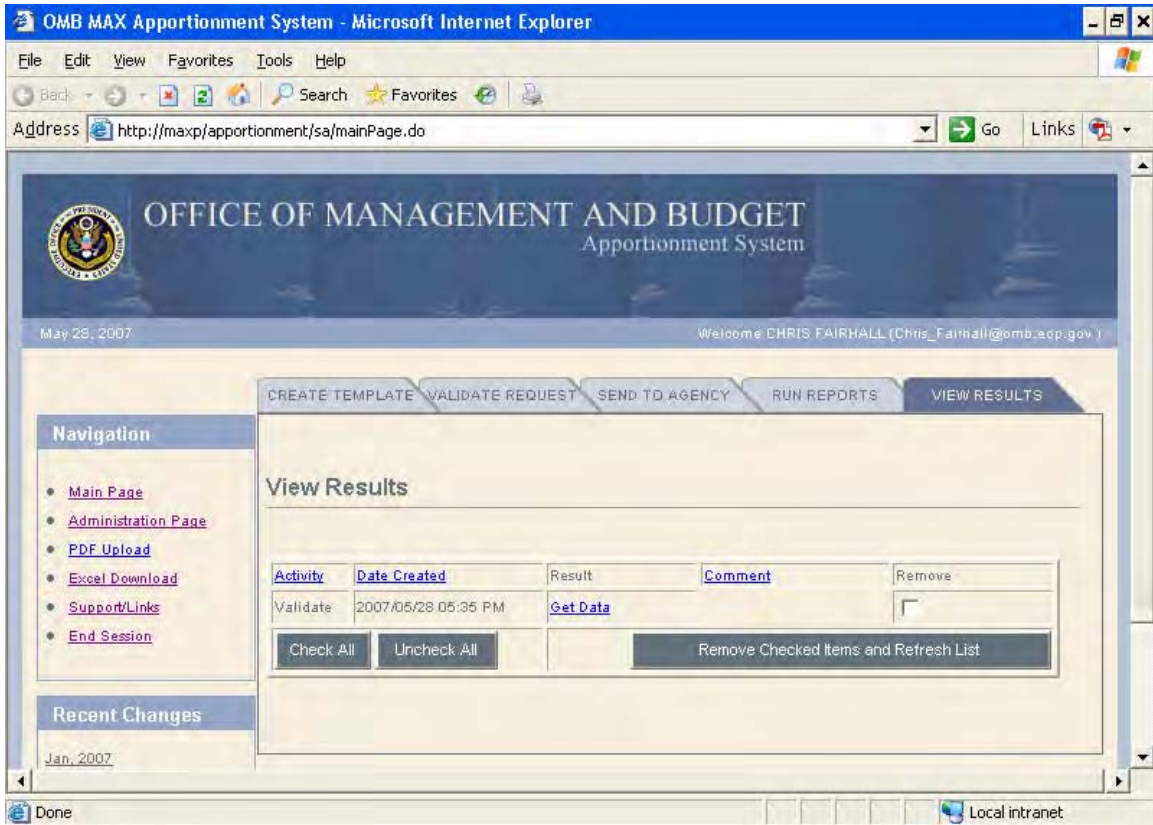 OMB MAX Apportionment System - Microsoft Internet Explorer
File Edit View Favorites Tools Help
Back Search Favorites
Address http://maxp/apportionment/sa/mainPage.do Go Links
OFFICE OF MANAGEMENT AND BUDGET
Apportionment System
May 28, 2007 Welcome CHRIS FAIRHALL (Chris_Fairhall@omb.eop.gov )
CREATE TEMPLATE VALIDATE REQUEST SEND TO AGENCY RUN REPORTS VIEW RESULTS
Navigation
Main Page
Administration Page
PDF Upload
Excel Download
Support/Links
End Session
Recent Changes
Jan, 2007
View Results
Activity Date Created Result Comment Remove
Validate 2007/05/28 05:35 PM Get Data
Check All Uncheck All Remove Checked Items and Refresh List
Done Local intranet